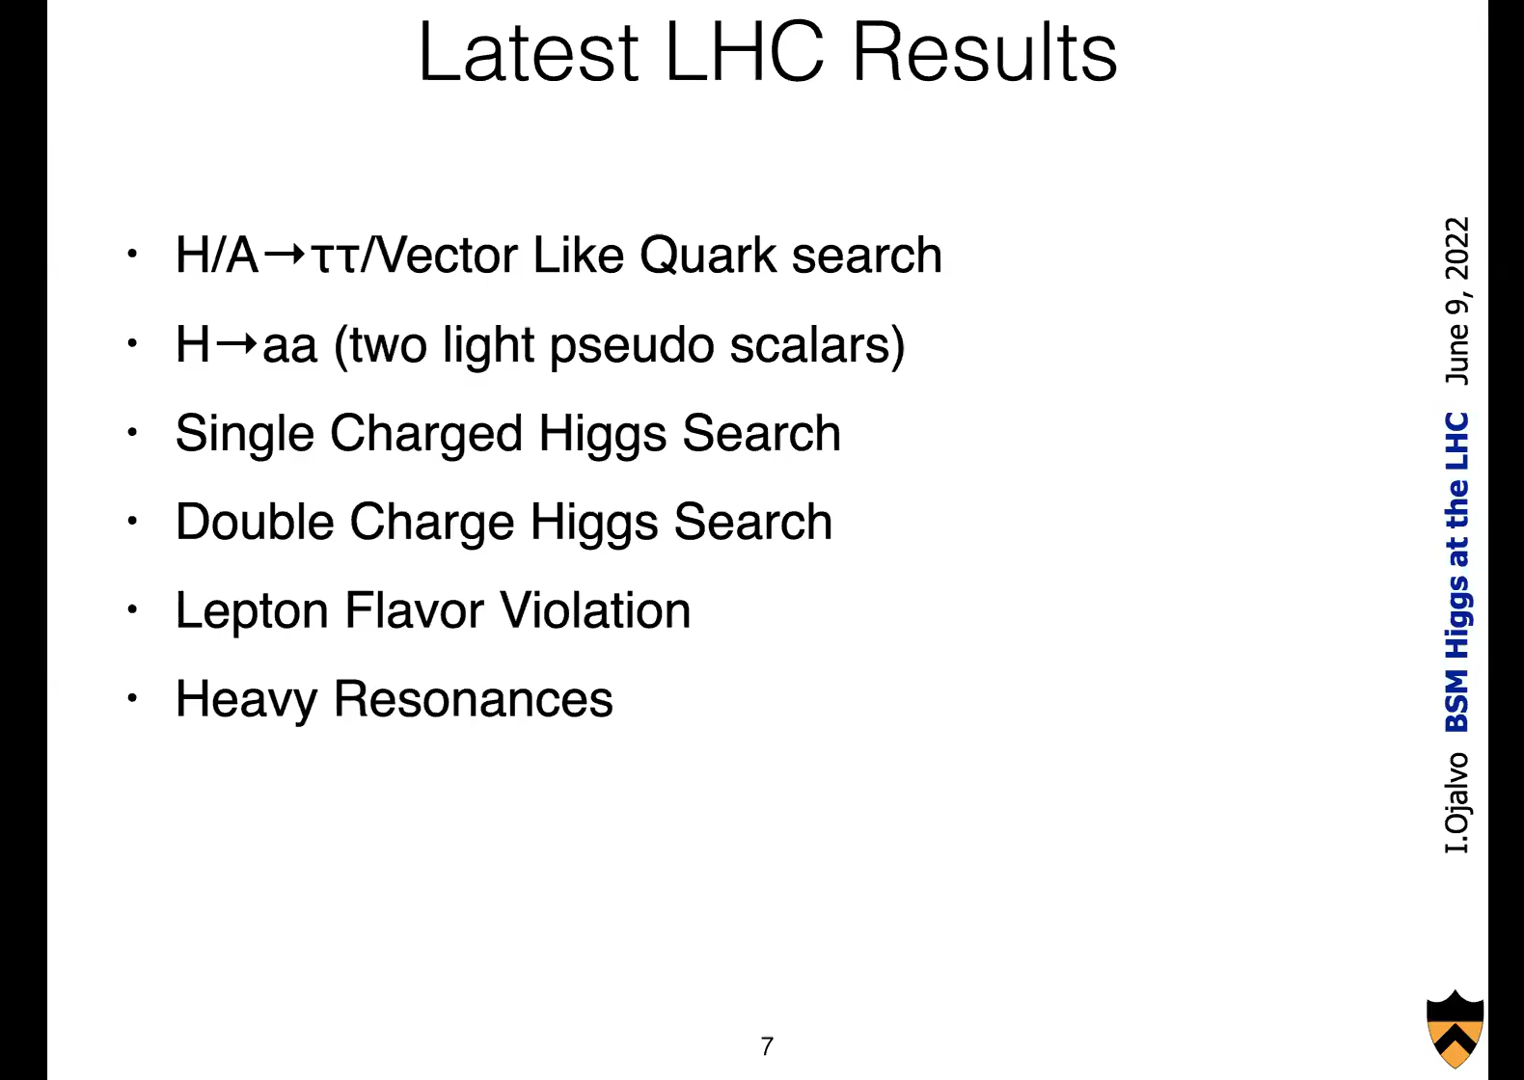 Latest LHC Results
• H/A→ττ/Vector Like Quark search
• H→aa (two light pseudo scalars)
• Single Charged Higgs Search
• Double Charge Higgs Search
• Lepton Flavor Violation
• Heavy Resonances
I.Ojalvo BSM Higgs at the LHC June 9, 2022
7